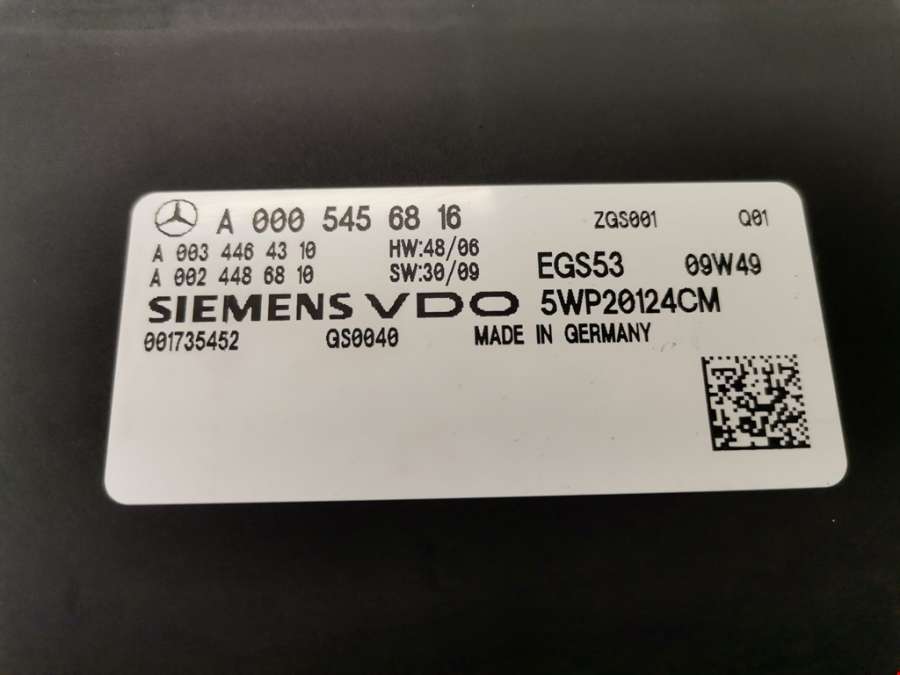 A 000 545 68 16 ZGS001 Q01
A 003 446 43 10 HW:48/06
A 002 448 68 10 SW:30/09 EGS53 09W49
SIEMENS VDO 5WP20124CM
001735452 GS0040 MADE IN GERMANY